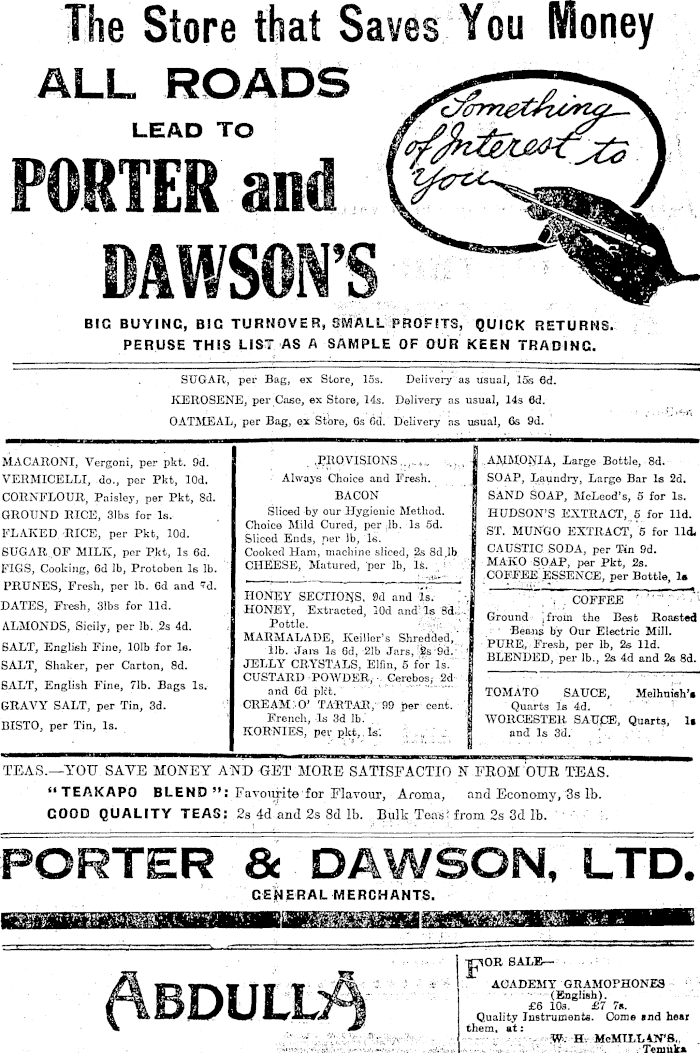 The Store that Saves You Money
ALL ROADS
LEAD TO
PORTER and
DAWSON'S
Something
of Interest to
You
BIG BUYING, BIG TURNOVER, SMALL PROFITS, QUICK RETURNS.
PERUSE THIS LIST AS A SAMPLE OF OUR KEEN TRADING.
SUGAR, per Bag, ex Store, 15s. Delivery as usual, 15s 6d.
KEROSENE, per Case, ex Store, 14s. Delivery as usual, 14s 6d.
OATMEAL, per Bag, ex Store, 6s 6d. Delivery as usual, 6s 9d.
MACARONI, Vergoni, per pkt. 9d.
VERMICELLI, do., per Pkt, 10d.
CORNFLOUR, Paisley, per Pkt, 8d.
GROUND RICE, 3lbs for 1s.
FLAKED RICE, per Pkt, 10d.
SUGAR OF MILK, per Pkt, 1s 6d.
FIGS, Cooking, 6d lb, Protoben 1s lb.
PRUNES, Fresh, per lb. 6d and 7d.
DATES, Fresh, 3lbs for 11d.
ALMONDS, Sicily, per lb. 2s 4d.
SALT, English Fine, 10lb for 1s.
SALT, Shaker, per Carton, 8d.
SALT, English Fine, 7lb. Bags 1s.
GRAVY SALT, per Tin, 3d.
BISTO, per Tin, 1s.
PROVISIONS
Always Choice and Fresh.
BACON
Sliced by our Hygienic Method.
Choice Mild Cured, per lb. 1s 5d.
Sliced Ends, per lb, 1s.
Cooked Ham, machine sliced, 2s 8d lb
CHEESE, Matured, per lb, 1s.
HONEY SECTIONS, 9d and 1s.
HONEY, Extracted, 10d and 1s 8d
Pottle.
MARMALADE, Keiller's Shredded,
1lb. Jars 1s 6d, 2lb Jars, 2s 9d.
JELLY CRYSTALS, Elfin, 5 for 1s.
CUSTARD POWDER, Cerebos, 2d
and 6d pkt.
CREAM O' TARTAR, 99 per cent.
French, 1s 3d lb.
KORNIES, per pkt, 1s.
AMMONIA, Large Bottle, 8d.
SOAP, Laundry, Large Bar 1s 2d.
SAND SOAP, McLeod's, 5 for 1s.
HUDSON'S EXTRACT, 5 for 11d.
ST. MUNGO EXTRACT, 5 for 11d.
CAUSTIC SODA, per Tin 9d.
MAKO SOAP, per Pkt, 2s.
COFFEE ESSENCE, per Bottle, 1s
COFFEE
Ground from the Best Roasted
Beans by Our Electric Mill.
PURE, Fresh, per lb, 2s 11d.
BLENDED, per lb., 2s 4d and 2s 8d.
TOMATO SAUCE, Melhuish's
Quarts 1s 4d.
WORCESTER SAUCE, Quarts, 1s
and 1s 3d.
TEAS.—YOU SAVE MONEY AND GET MORE SATISFACTIO N FROM OUR TEAS.
"TEAKAPO BLEND": Favourite for Flavour, Aroma, and Economy, 3s lb.
GOOD QUALITY TEAS: 2s 4d and 2s 8d lb. Bulk Teas from 2s 3d lb.
PORTER & DAWSON, LTD.
GENERAL MERCHANTS.
ABDULLA
FOR SALE—
ACADEMY GRAMOPHONES
(English).
£6 10s. £7 7s.
Quality Instruments. Come and hear
them, at:
W. H. McMILLAN'S,
Temuka